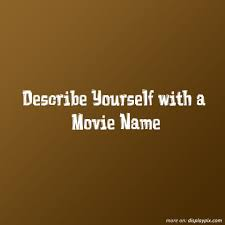 Describe Yourself with a
Movie Name
more on: displaypix.com